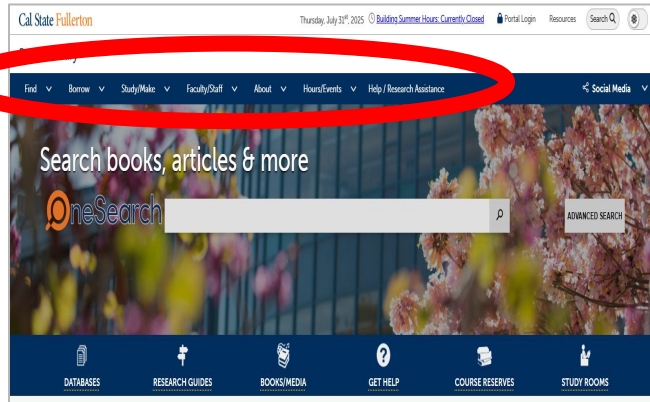 Cal State Fullerton
Thursday, July 31st, 2025 Building Summer Hours: Currently Closed Portal Login Resources Search
Find Borrow Study/Make Faculty/Staff About Hours/Events Help / Research Assistance Social Media
Search books, articles & more
OneSearch
ADVANCED SEARCH
DATABASES RESEARCH GUIDES BOOKS/MEDIA GET HELP COURSE RESERVES STUDY ROOMS